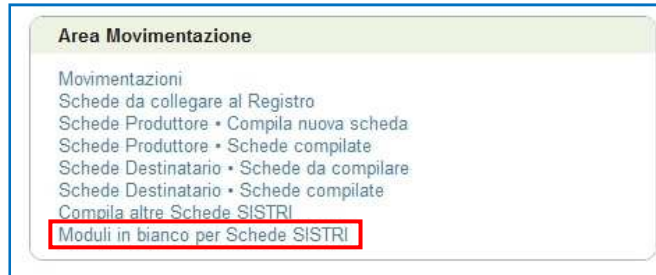 Area Movimentazione
Movimentazioni
Schede da collegare al Registro
Schede Produttore • Compila nuova scheda
Schede Produttore • Schede compilate
Schede Destinatario • Schede da compilare
Schede Destinatario • Schede compilate
Compila altre Schede SISTRI
Moduli in bianco per Schede SISTRI